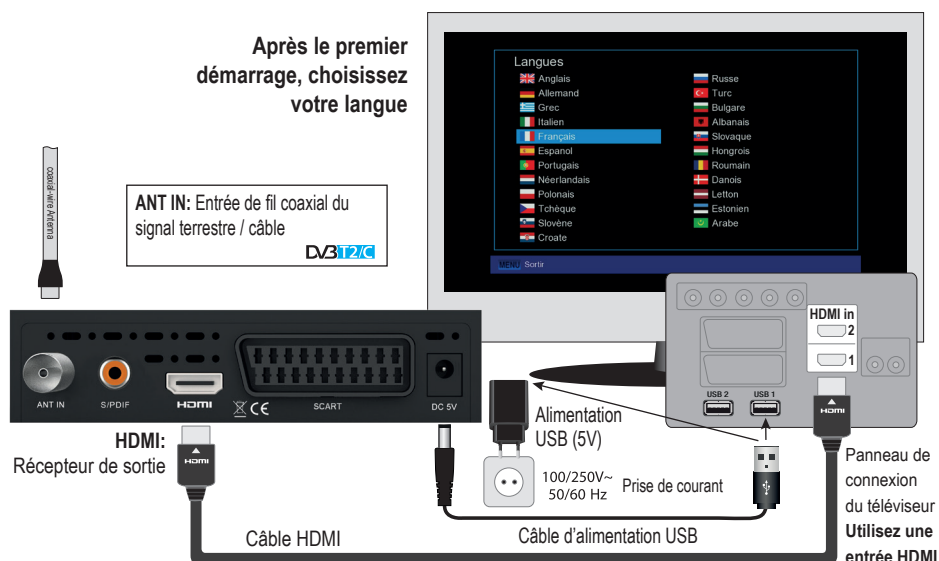 Après le premier
démarrage, choisissez
votre langue
Langues
Anglais
Allemand
Grec
Italien
Français
Espanol
Portugais
Néerlandais
Polonais
Tchèque
Slovène
Croate
Russe
Turc
Bulgare
Albanais
Slovaque
Hongrois
Roumain
Danois
Letton
Estonien
Arabe
MENU Sortir
coaxial-wire Antenna
ANT IN: Entrée de fil coaxial du
signal terrestre / câble
DVB T2/C
HDMI in
2
1
USB 2
USB 1
HDMI
ANT IN
S/PDIF
HDMI
CE
SCART
DC 5V
HDMI:
Récepteur de sortie
HDMI
Alimentation
USB (5V)
100/250V~
50/60 Hz
Prise de courant
Câble HDMI
Câble d'alimentation USB
Panneau de
connexion
du téléviseur
Utilisez une
entrée HDMI